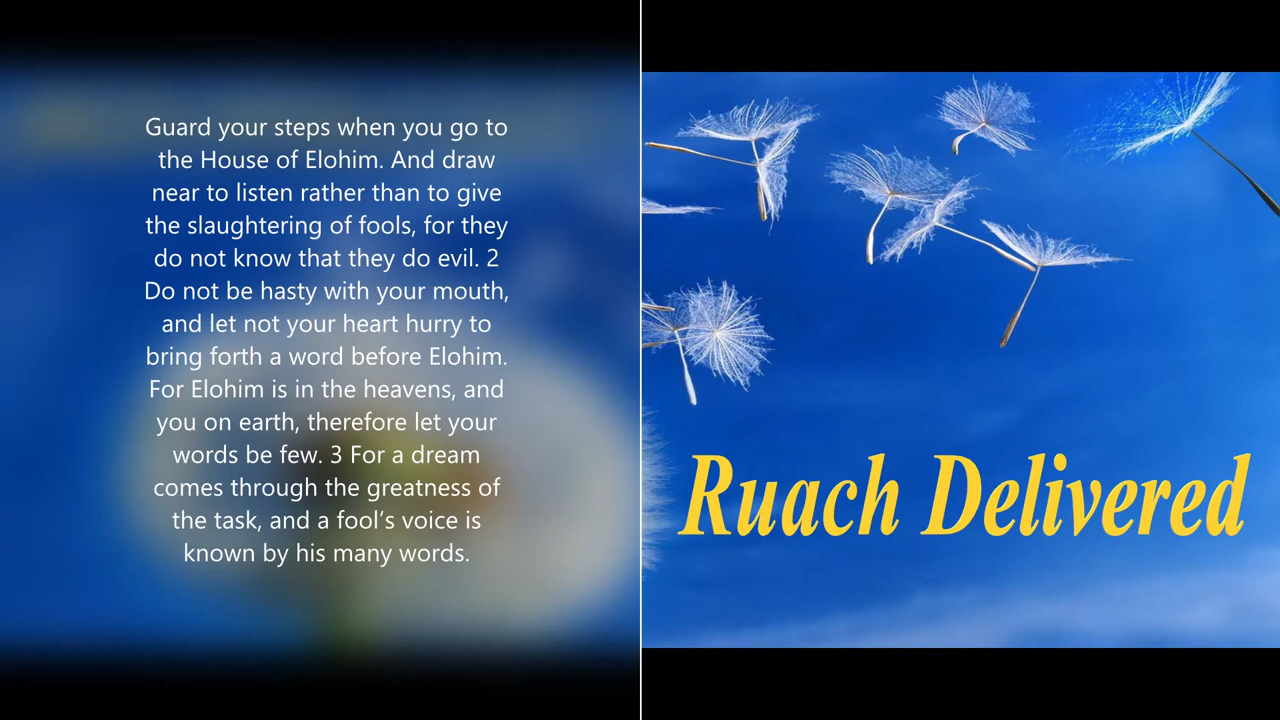 Guard your steps when you go to
the House of Elohim. And draw
near to listen rather than to give
the slaughtering of fools, for they
do not know that they do evil. 2
Do not be hasty with your mouth,
and let not your heart hurry to
bring forth a word before Elohim.
For Elohim is in the heavens, and
you on earth, therefore let your
words be few. 3 For a dream
comes through the greatness of
the task, and a fool’s voice is
known by his many words.
Ruach Delivered